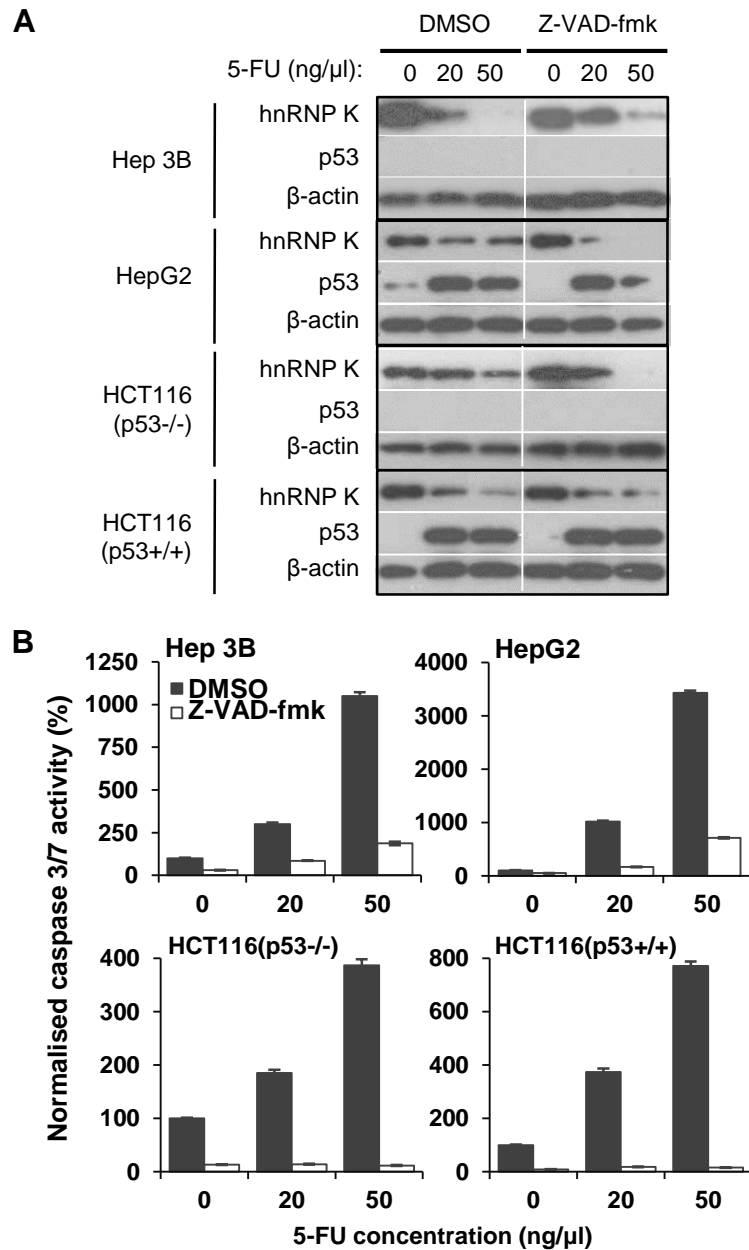 A
DMSO Z-VAD-fmk
5-FU (ng/µl): 0 20 50 0 20 50
Hep 3B
hnRNP K
p53
β-actin
HepG2
hnRNP K
p53
β-actin
HCT116
(p53-/-)
hnRNP K
p53
β-actin
HCT116
(p53+/+)
hnRNP K
p53
β-actin
B
Normalised caspase 3/7 activity (%)
Hep 3B
DMSO
Z-VAD-fmk
1250
1000
750
500
250
0
0 20 50
HepG2
4000
3000
2000
1000
0
0 20 50
HCT116(p53-/-)
400
300
200
100
0
0 20 50
HCT116(p53+/+)
800
600
400
200
0
0 20 50
5-FU concentration (ng/µl)